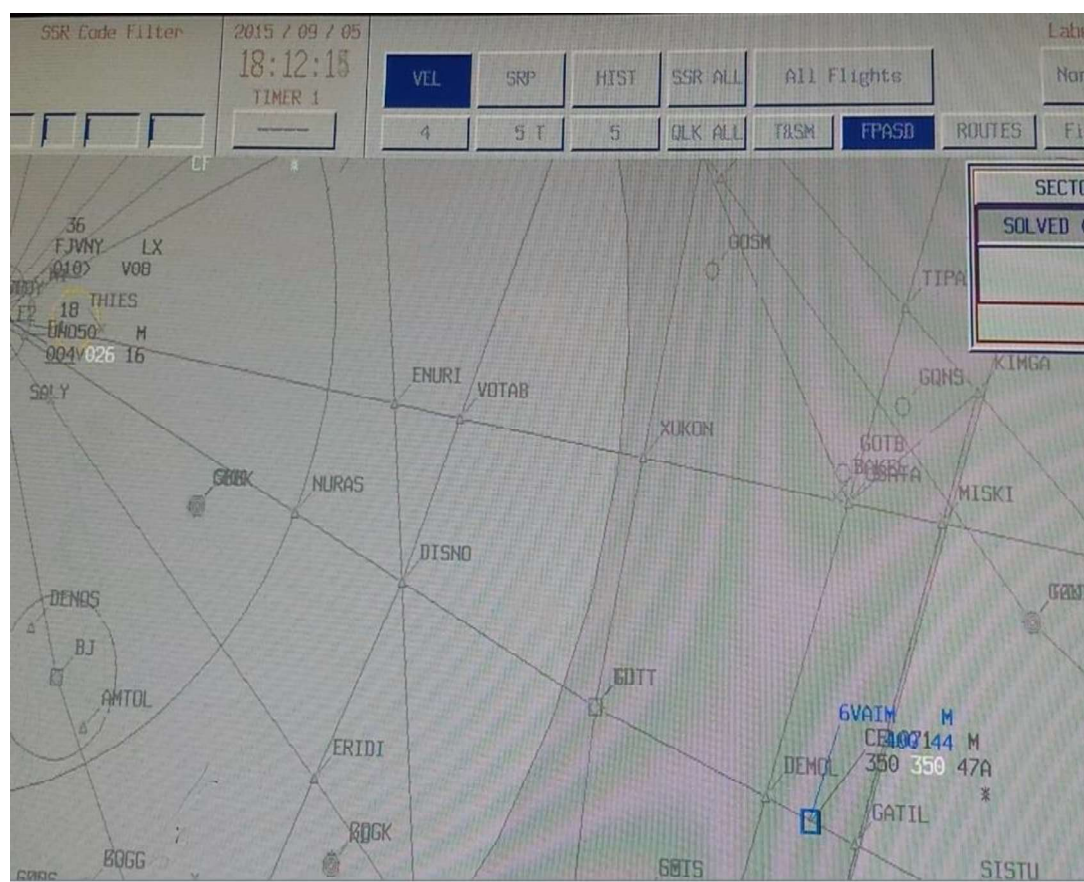 SSR Code Filter
2015 / 09 / 05
18:12:15
TIMER 1
----
VEL
SRP
HIST
SSR ALL
All Flights
4
5 T
5
QLK ALL
T&SM
FPASD
ROUTES
CF
*
SOLVED
36
FJVNY LX
010> V08
THIES
18
M
004V026 16
SALY
GOSM
TIPA
KIMGA
GQNS
ENURI
VOTAB
XUKON
GOTB
MISKI
NURAS
DISNO
DENOS
BJ
AMTOL
GOTT
6VAIM M
M
350 350 47A
*
DEMOL
GATIL
ERIDI
SISTU